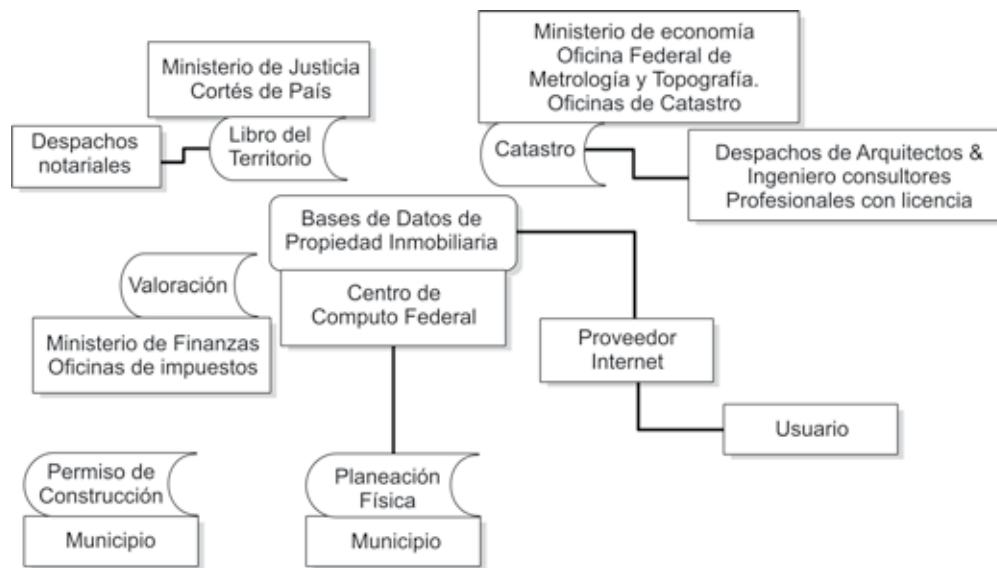 Ministerio de Justicia
Cortés de País
Ministerio de economía
Oficina Federal de
Metrología y Topografía.
Oficinas de Catastro
Despachos
notariales
Libro del
Territorio
Catastro
Despachos de Arquitectos &
Ingeniero consultores
Profesionales con licencia
Bases de Datos de
Propiedad Inmobiliaria
Valoración
Centro de
Computo Federal
Ministerio de Finanzas
Oficinas de impuestos
Proveedor
Internet
Usuario
Permiso de
Construcción
Municipio
Planeación
Física
Municipio